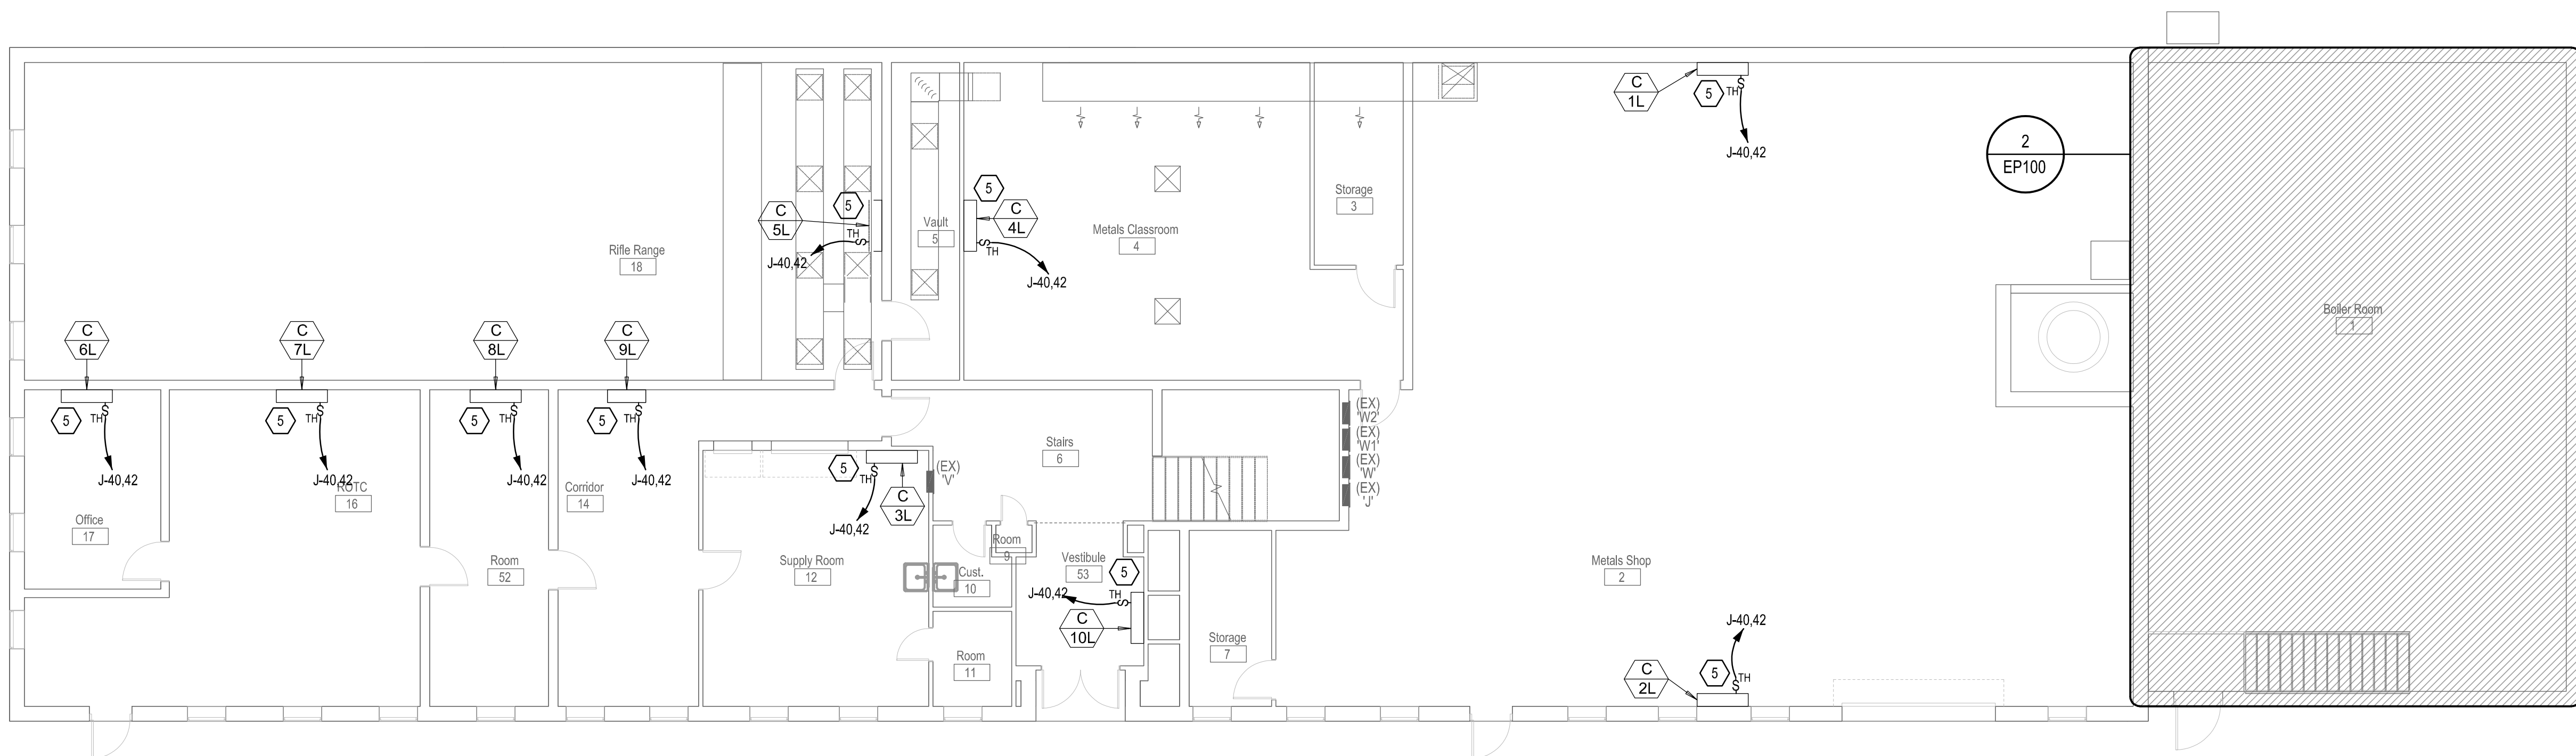 C
1L
5
TH
S
J-40,42
2
EP100
Storage
3
5
C
5L
TH
S
J-40,42
Vault
5
5
C
4L
S
TH
J-40,42
Metals Classroom
4
Rifle Range
18
Boiler Room
1
C
6L
5
TH
S
J-40,42
C
7L
5
TH
S
J-40,42
C
8L
5
TH
S
J-40,42
C
9L
5
TH
S
J-40,42
(EX)
'W2'
(EX)
'W1'
(EX)
'W'
(EX)
'J'
Stairs
6
5
TH
S
C
3L
J-40,42
(EX)
'V'
ROTC
16
Corridor
14
Office
17
Room
52
Supply Room
12
Room
9
Cust.
10
Vestibule
53
5
J-40,42
TH
S
C
10L
Metals Shop
2
Room
11
Storage
7
J-40,42
C
2L
5
TH
S